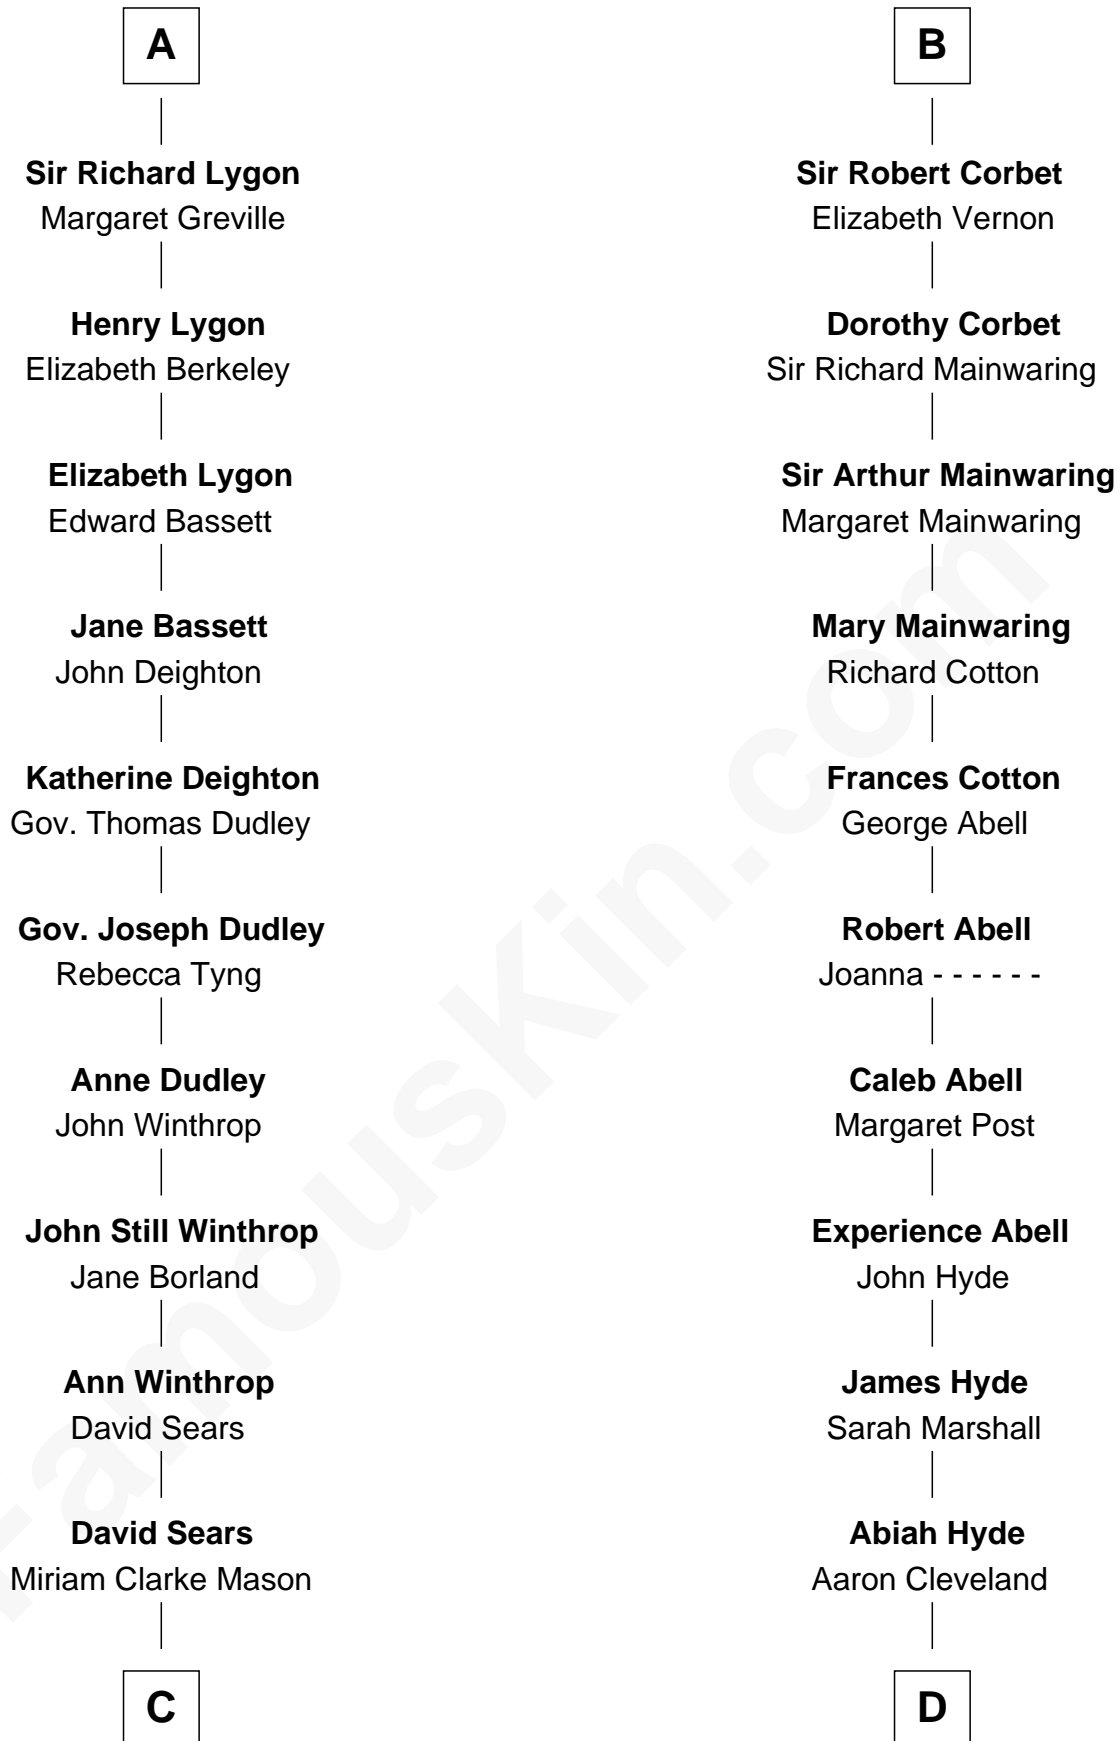 A
Sir Richard Lygon
Margaret Greville
Henry Lygon
Elizabeth Berkeley
Elizabeth Lygon
Edward Bassett
Jane Bassett
John Deighton
Katherine Deighton
Gov. Thomas Dudley
Gov. Joseph Dudley
Rebecca Tyng
Anne Dudley
John Winthrop
John Still Winthrop
Jane Borland
Ann Winthrop
David Sears
David Sears
Miriam Clarke Mason
C
B
Sir Robert Corbet
Elizabeth Vernon
Dorothy Corbet
Sir Richard Mainwaring
Sir Arthur Mainwaring
Margaret Mainwaring
Mary Mainwaring
Richard Cotton
Frances Cotton
George Abell
Robert Abell
Joanna - - - - - -
Caleb Abell
Margaret Post
Experience Abell
John Hyde
James Hyde
Sarah Marshall
Abiah Hyde
Aaron Cleveland
D
FamousKin.com